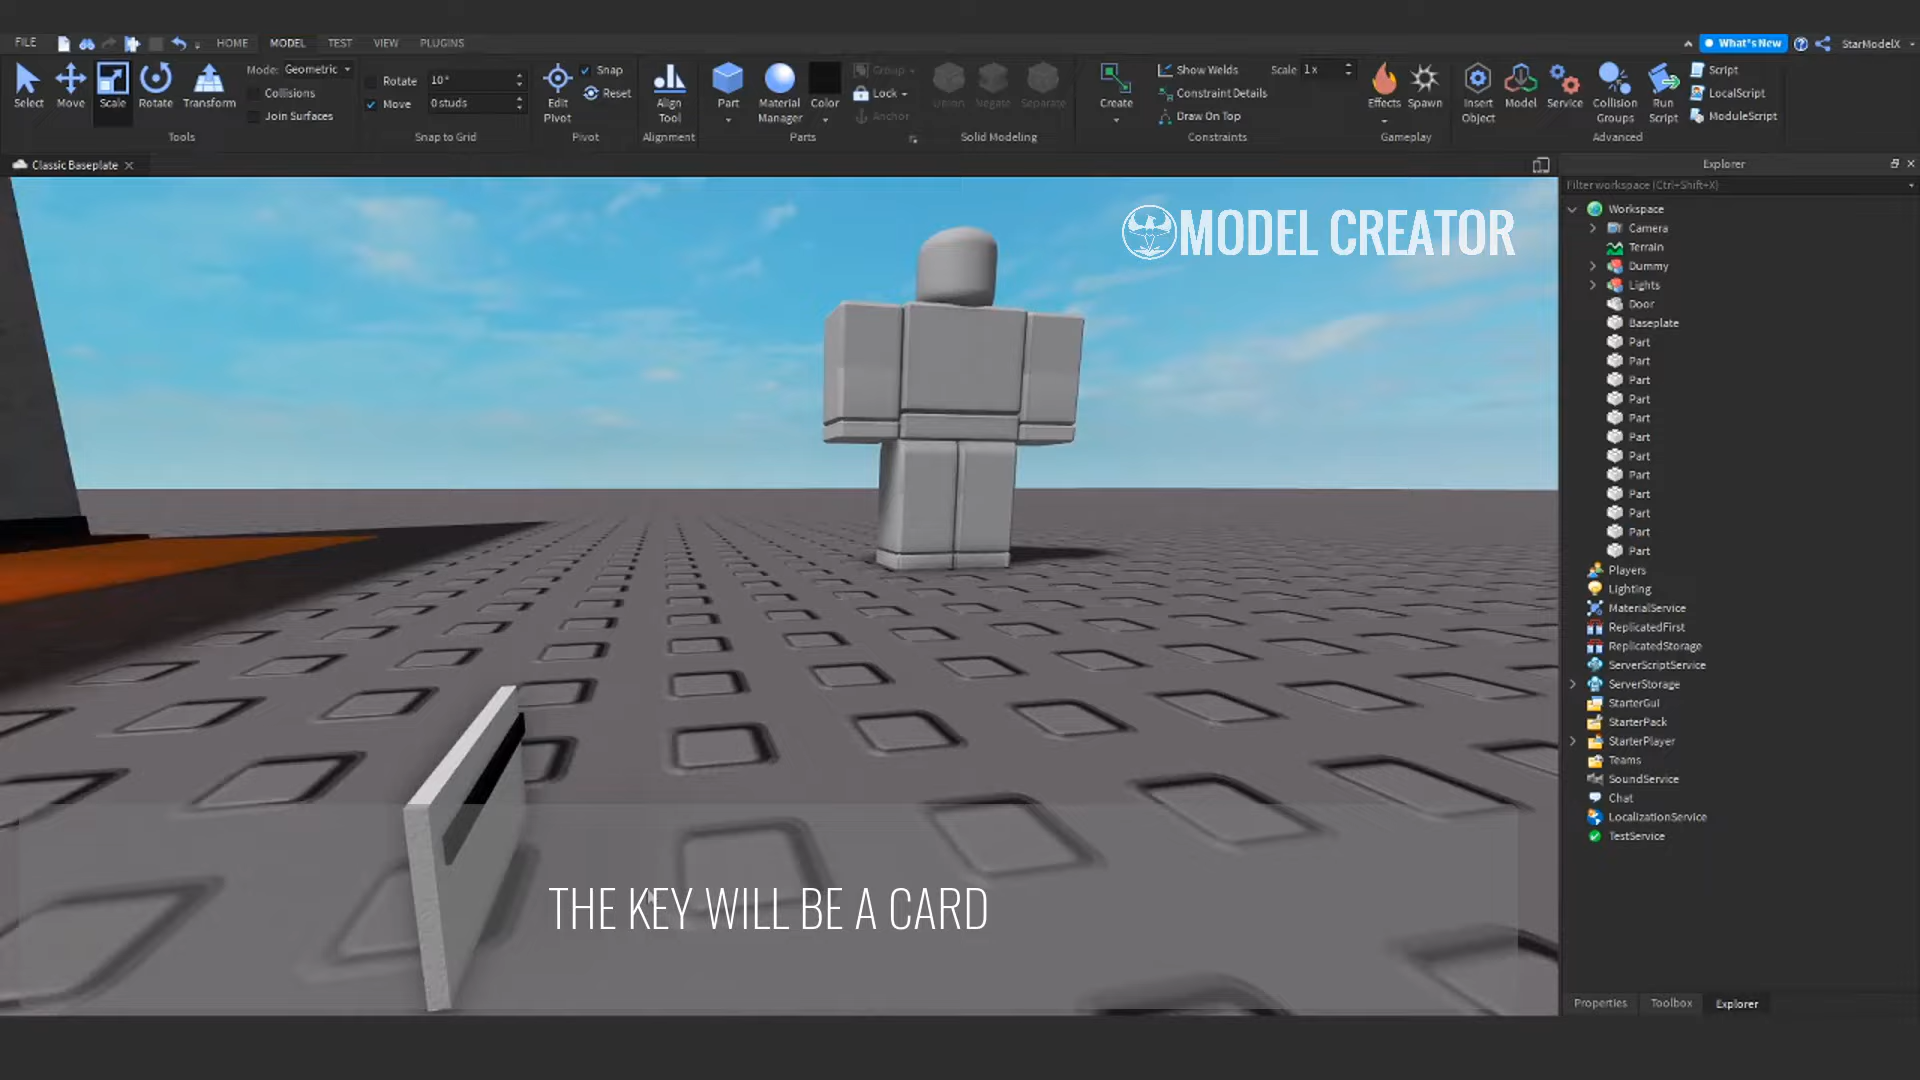 FILE
HOME
MODEL
TEST
VIEW
PLUGINS
What's New
StarModelX
Select
Move
Scale
Rotate
Transform
Mode: Geometric
Collisions
Join Surfaces
Tools
Rotate 10°
Move 0 studs
Snap to Grid
Edit Pivot
Snap
Reset
Pivot
Align Tool
Alignment
Part
Material Manager
Color
Group
Lock
Anchor
Parts
Union
Negate
Separate
Solid Modeling
Create
Show Welds
Constraint Details
Draw On Top
Scale 1x
Constraints
Effects
Spawn
Gameplay
Insert Object
Model
Service
Collision Groups
Run Script
Script
LocalScript
ModuleScript
Advanced
Classic Baseplate
Explorer
Filter workspace (Ctrl+Shift+X)
Workspace
Camera
Terrain
Dummy
Lights
Door
Baseplate
Part
Part
Part
Part
Part
Part
Part
Part
Part
Part
Part
Part
Players
Lighting
MaterialService
ReplicatedFirst
ReplicatedStorage
ServerScriptService
ServerStorage
StarterGui
StarterPack
StarterPlayer
Teams
SoundService
Chat
LocalizationService
TestService
MODEL CREATOR
THE KEY WILL BE A CARD
Properties
Toolbox
Explorer